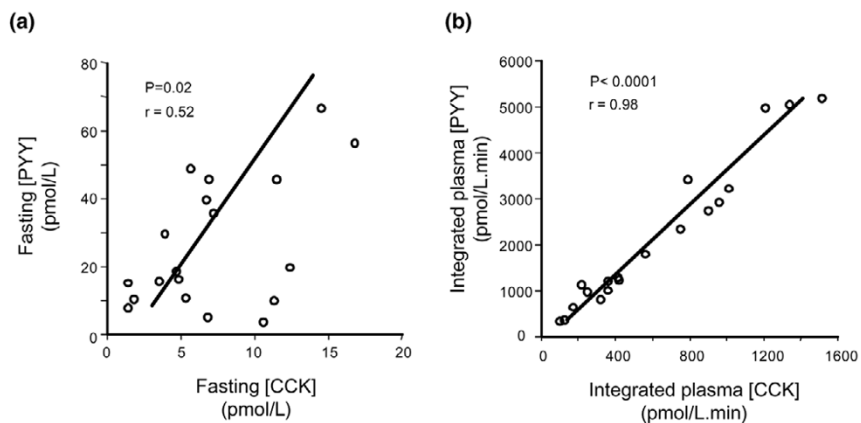 (a)
80
60
40
20
0
Fasting [PYY]
(pmol/L)
P=0.02
r = 0.52
0
5
10
15
20
Fasting [CCK]
(pmol/L)
(b)
6000
5000
4000
3000
2000
1000
0
Integrated plasma [PYY]
(pmol/L.min)
P< 0.0001
r = 0.98
0
400
800
1200
1600
Integrated plasma [CCK]
(pmol/L.min)